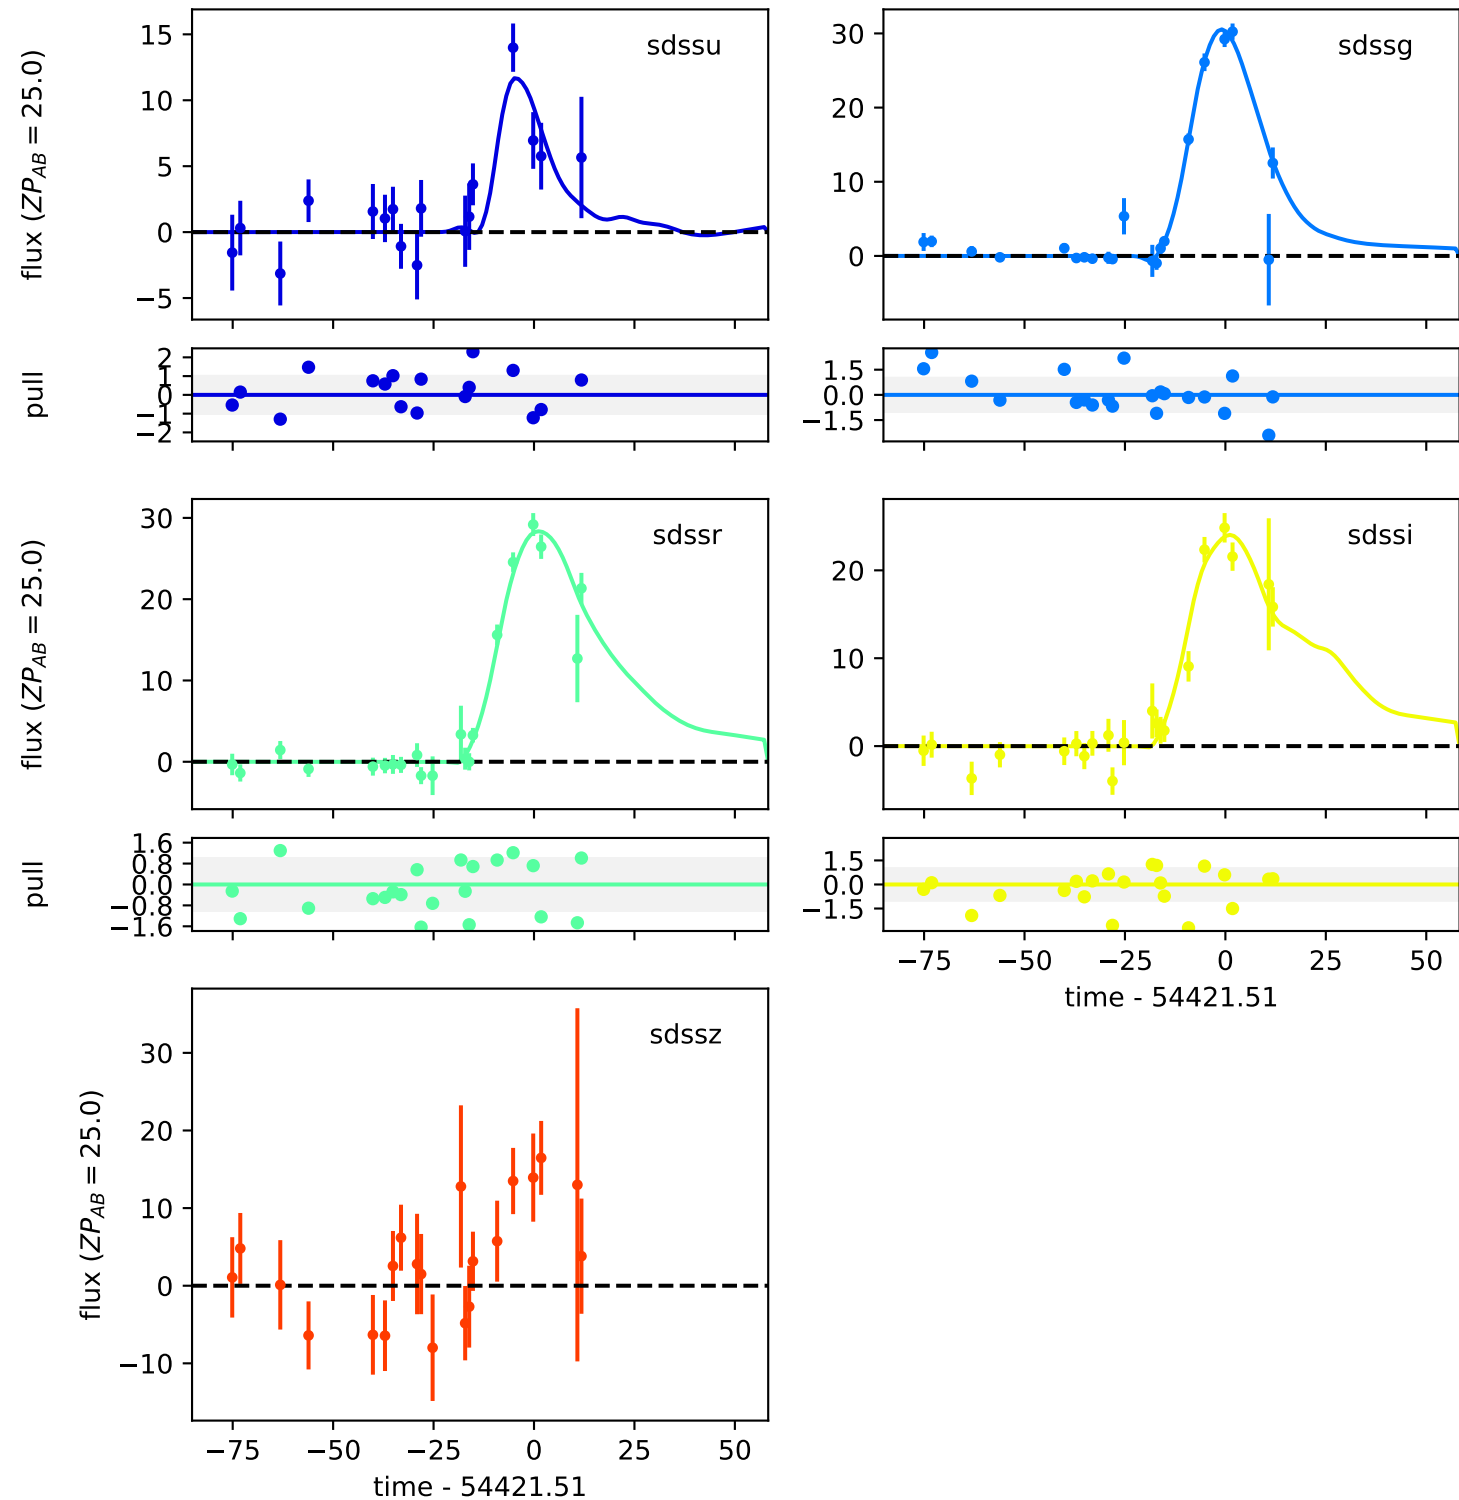 flux (ZP_AB = 25.0)
15
10
5
0
−5
sdssu
30
20
10
0
sdssg
pull
2
1
0
−1
−2
1.5
0.0
−1.5
flux (ZP_AB = 25.0)
30
20
10
0
sdssr
20
10
0
sdssi
pull
1.6
0.8
0.0
−0.8
−1.6
1.5
0.0
−1.5
−75 −50 −25 0 25 50
time - 54421.51
flux (ZP_AB = 25.0)
30
20
10
0
−10
sdssz
−75 −50 −25 0 25 50
time - 54421.51